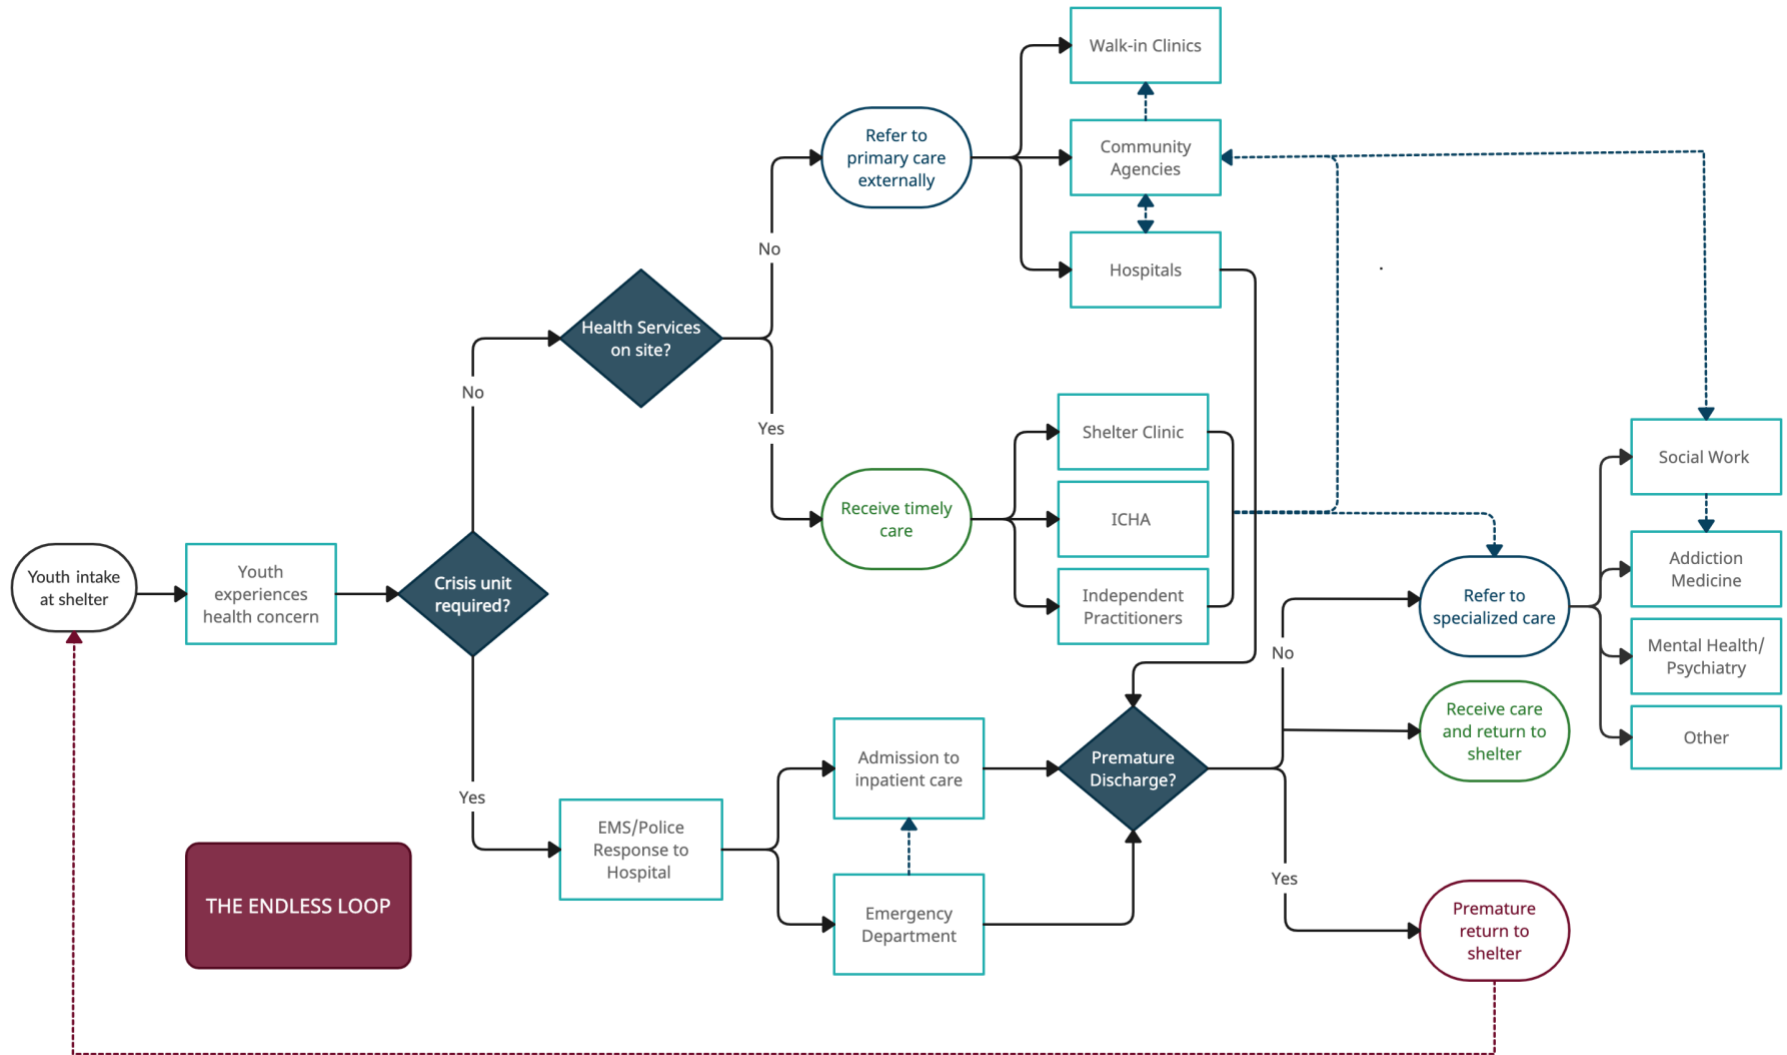 Walk-in Clinics
Refer to
primary care
externally
Community
Agencies
No
Hospitals
Health Services
on site?
No
Yes
Shelter Clinic
Social Work
Receive timely
care
ICHA
Addiction
Medicine
Youth intake
at shelter
Youth
experiences
health concern
Crisis unit
required?
Independent
Practitioners
Refer to
specialized care
No
Mental Health/
Psychiatry
Receive care
and return to
shelter
Other
Admission to
inpatient care
Premature
Discharge?
Yes
EMS/Police
Response to
Hospital
Yes
THE ENDLESS LOOP
Emergency
Department
Premature
return to
shelter